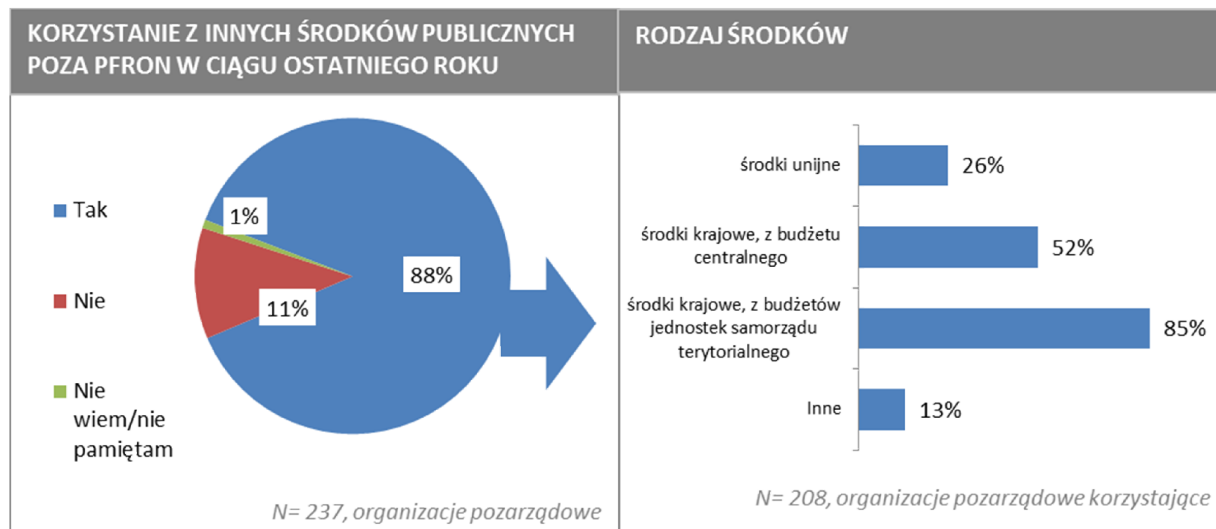 KORZYSTANIE Z INNYCH ŚRODKÓW PUBLICZNYCH
POZA PFRON W CIĄGU OSTATNIEGO ROKU
Tak
Nie
Nie
wiem/nie
pamiętam
1%
88%
11%
N= 237, organizacje pozarządowe
RODZAJ ŚRODKÓW
środki unijne
26%
środki krajowe, z budżetu
centralnego
52%
środki krajowe, z budżetów
jednostek samorządu
terytorialnego
85%
Inne
13%
N= 208, organizacje pozarządowe korzystające